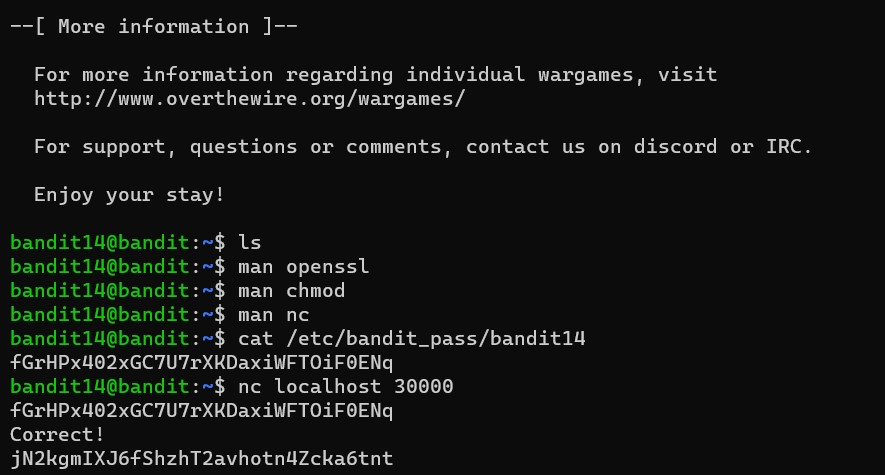 --[ More information ]--
For more information regarding individual wargames, visit
http://www.overthewire.org/wargames/
For support, questions or comments, contact us on discord or IRC.
Enjoy your stay!
bandit14@bandit:~$ ls
bandit14@bandit:~$ man openssl
bandit14@bandit:~$ man chmod
bandit14@bandit:~$ man nc
bandit14@bandit:~$ cat /etc/bandit_pass/bandit14
fGrHPx402xGC7U7rXKDaxiWFTOiF0ENq
bandit14@bandit:~$ nc localhost 30000
fGrHPx402xGC7U7rXKDaxiWFTOiF0ENq
Correct!
jN2kgmIXJ6fShzhT2avhotn4Zcka6tnt